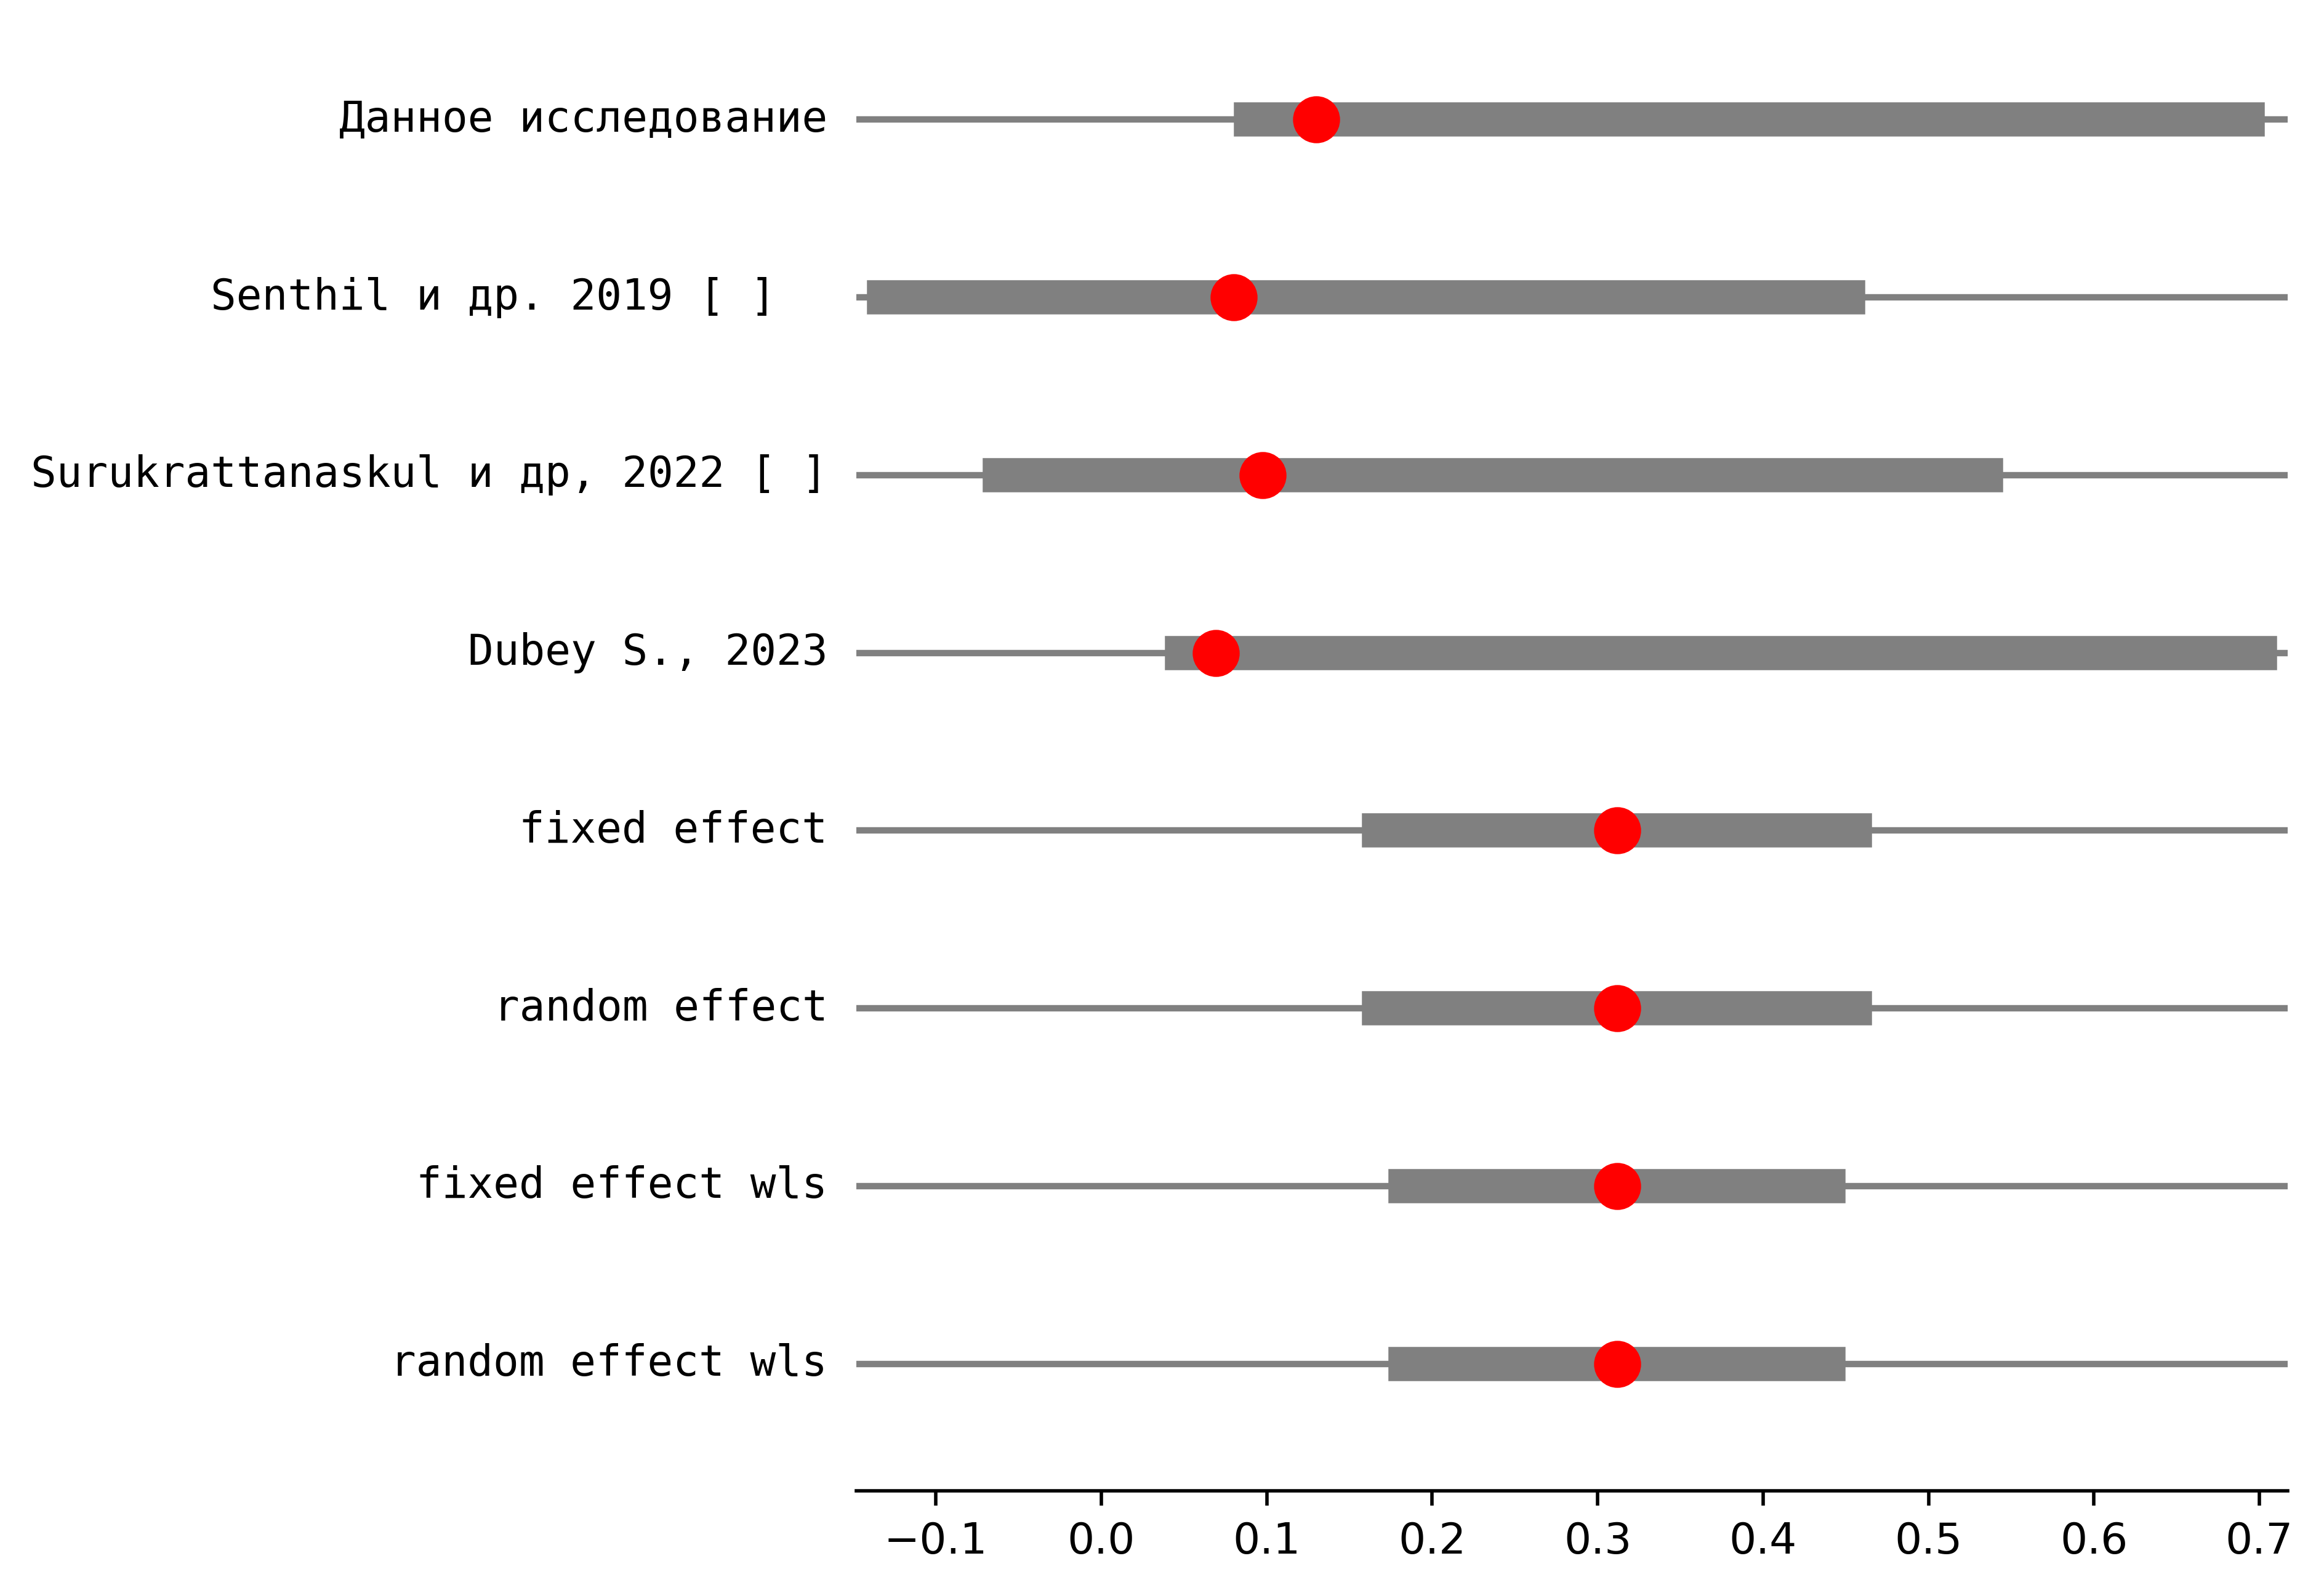 Данное исследование
Senthil и др. 2019 [ ]
Surukrattanaskul и др, 2022 [ ]
Dubey S., 2023
fixed effect
random effect
fixed effect wls
random effect wls
−0.1 0.0 0.1 0.2 0.3 0.4 0.5 0.6 0.7